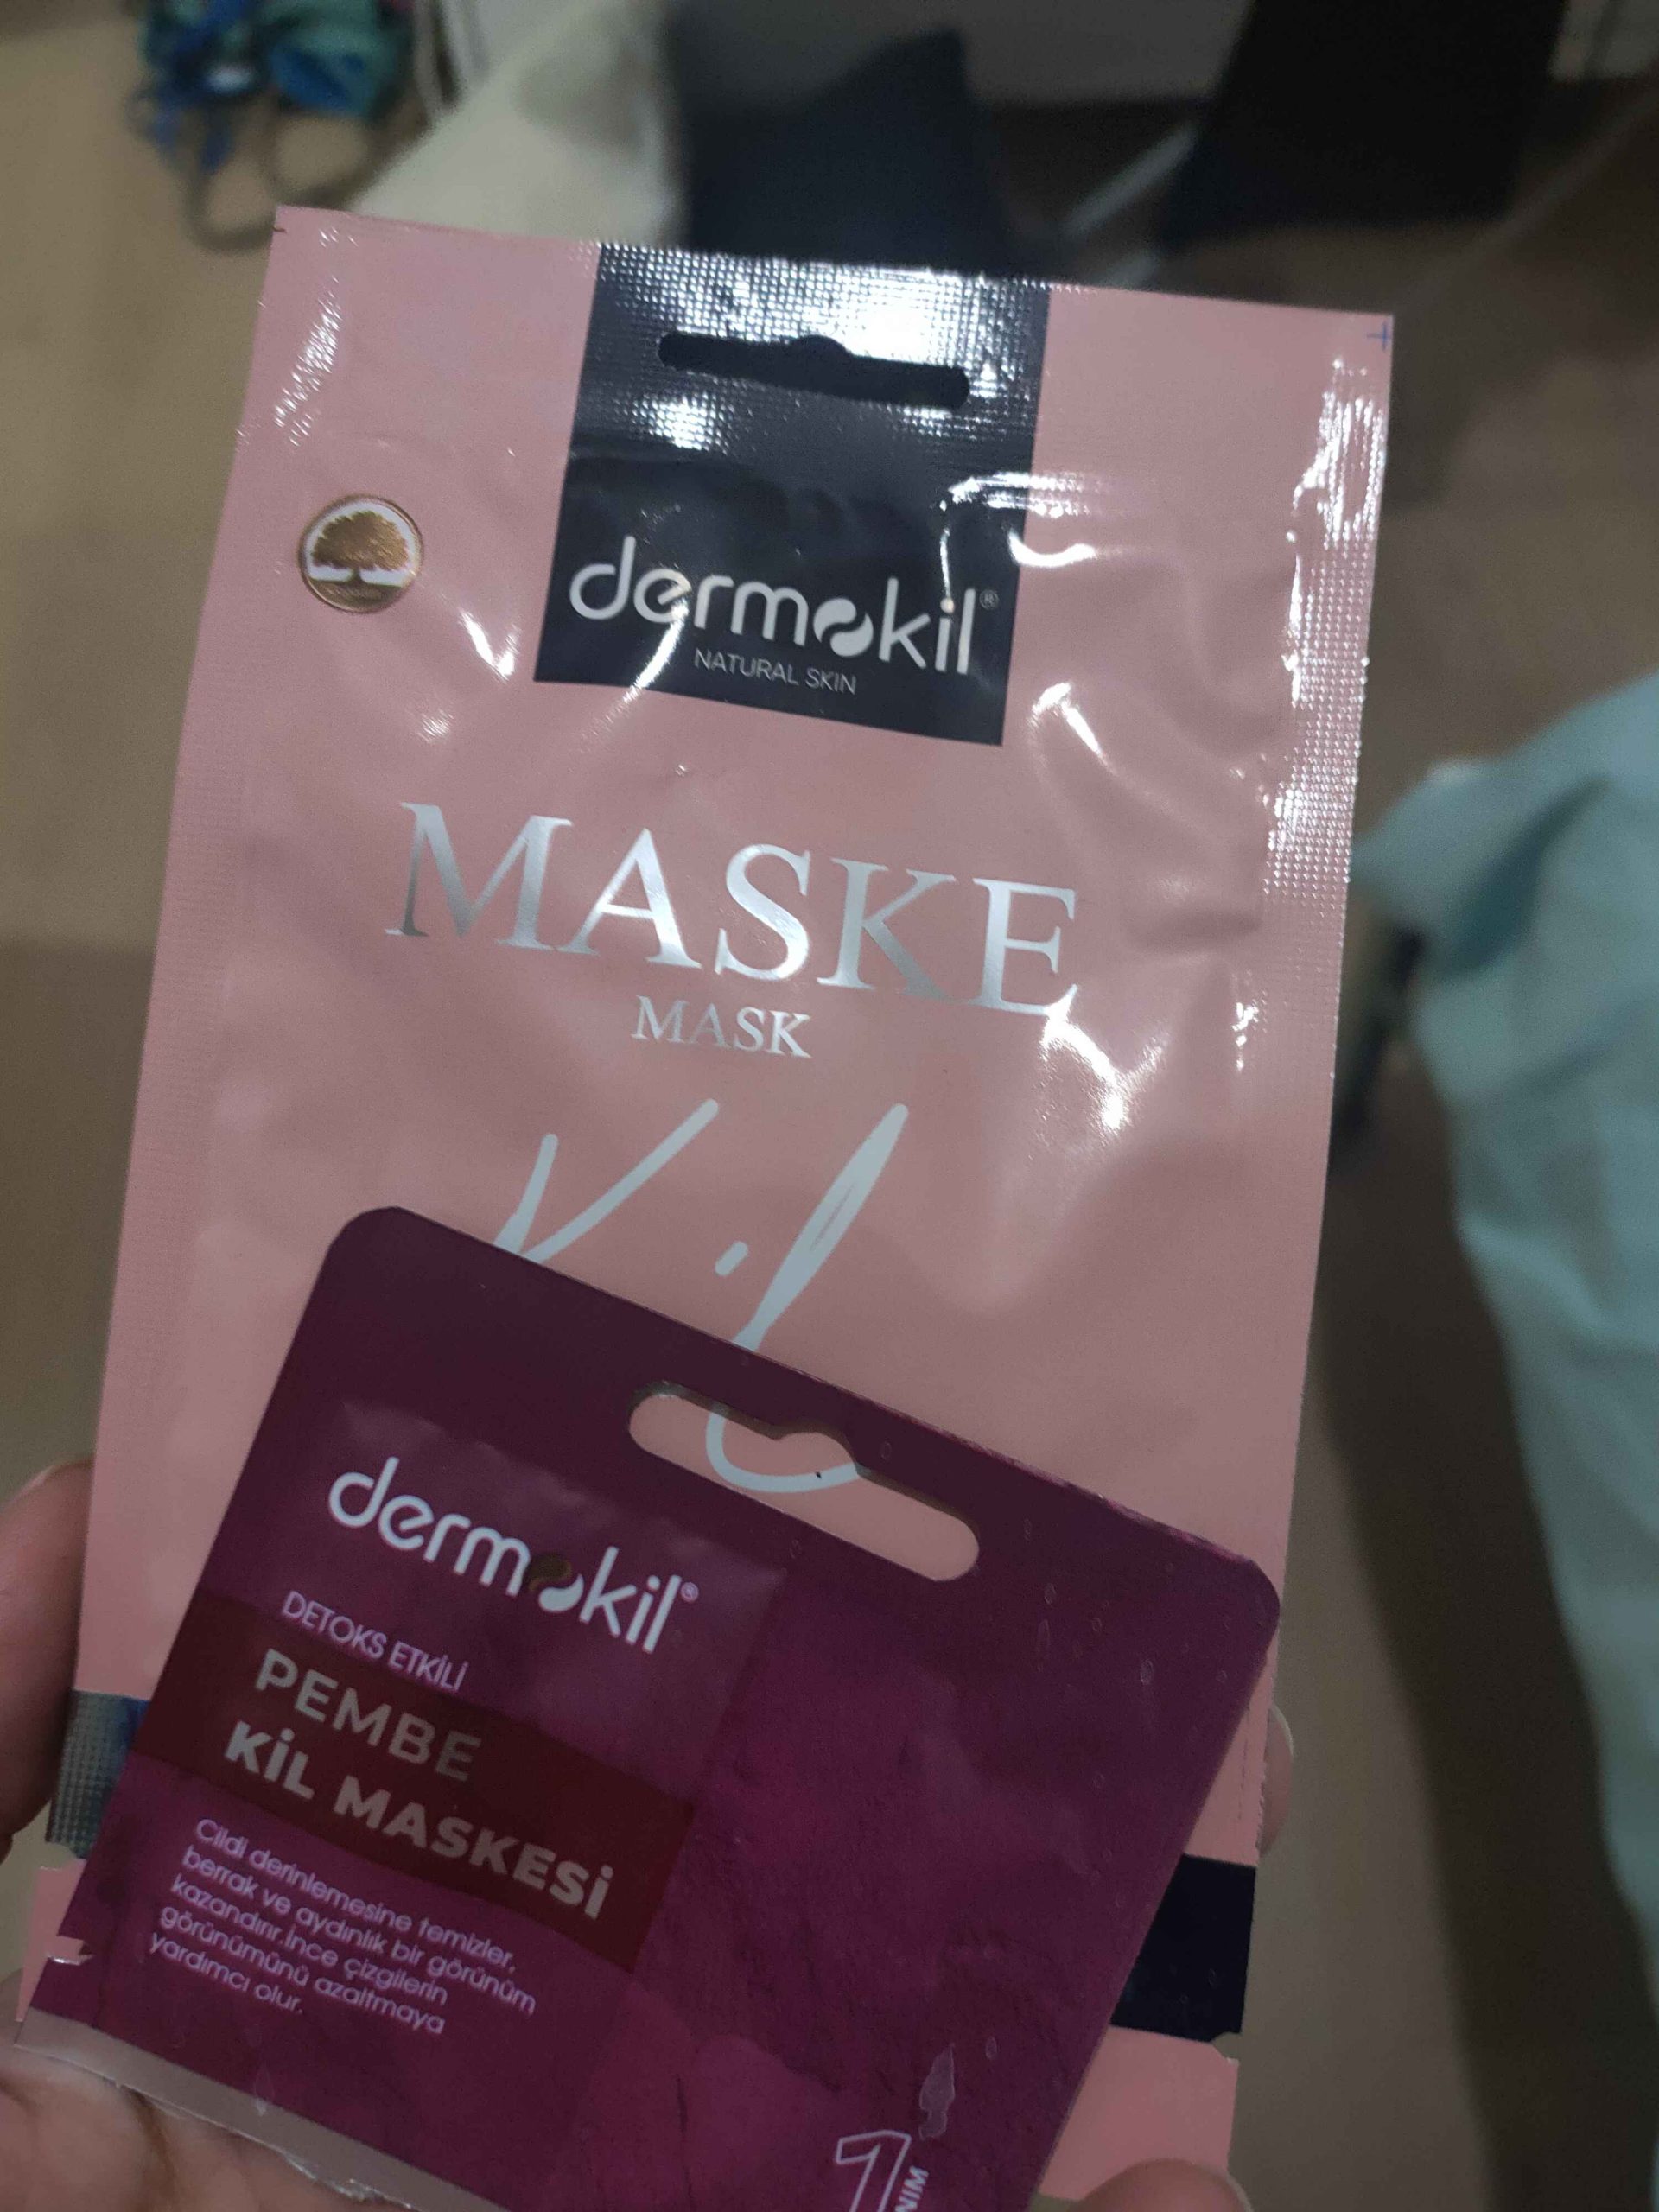 dermokil®
NATURAL SKIN
MASKE
MASK
Kil
dermokil®
DETOKS ETKİLİ
PEMBE
KİL MASKESİ
Cildi derinlemesine temizler,
berrak ve aydınlık bir görünüm
kazandırır.İnce çizgilerin
görünümünü azaltmaya
yardımcı olur.
1